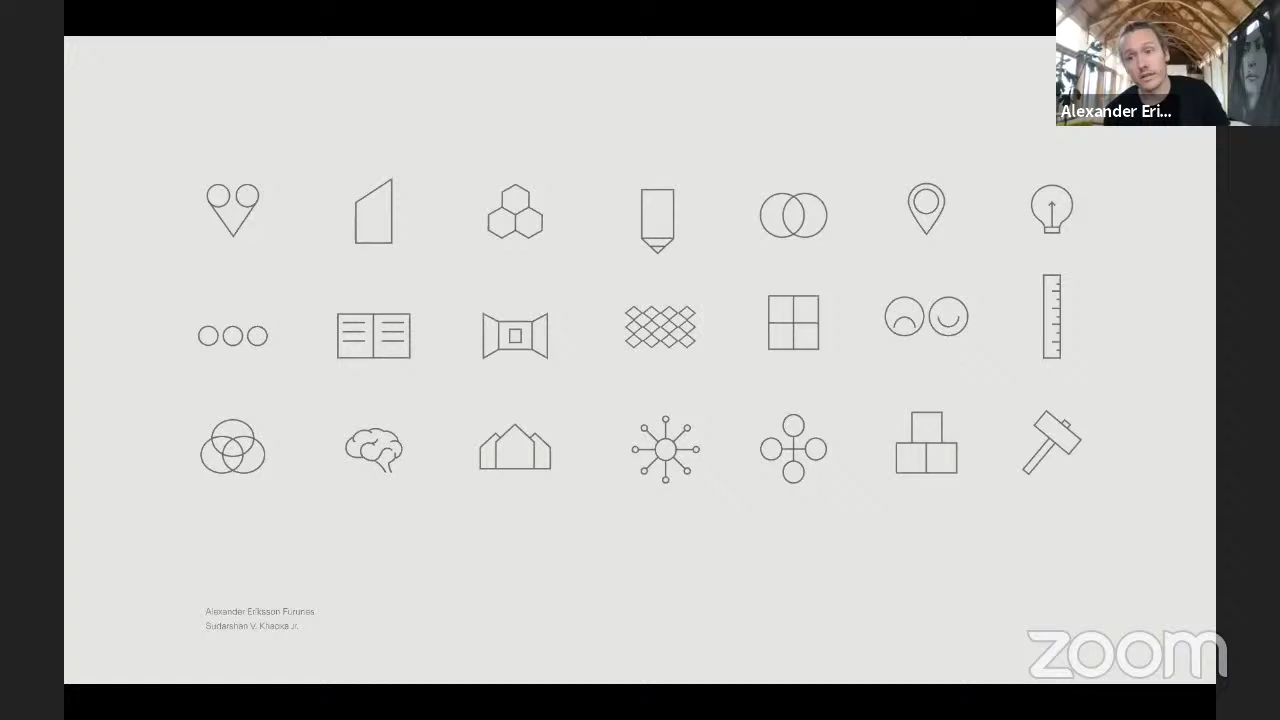 Alexander Eri...
Alexander Eriksson Furunes
Sudarshan V. Khadka Jr.
zoom